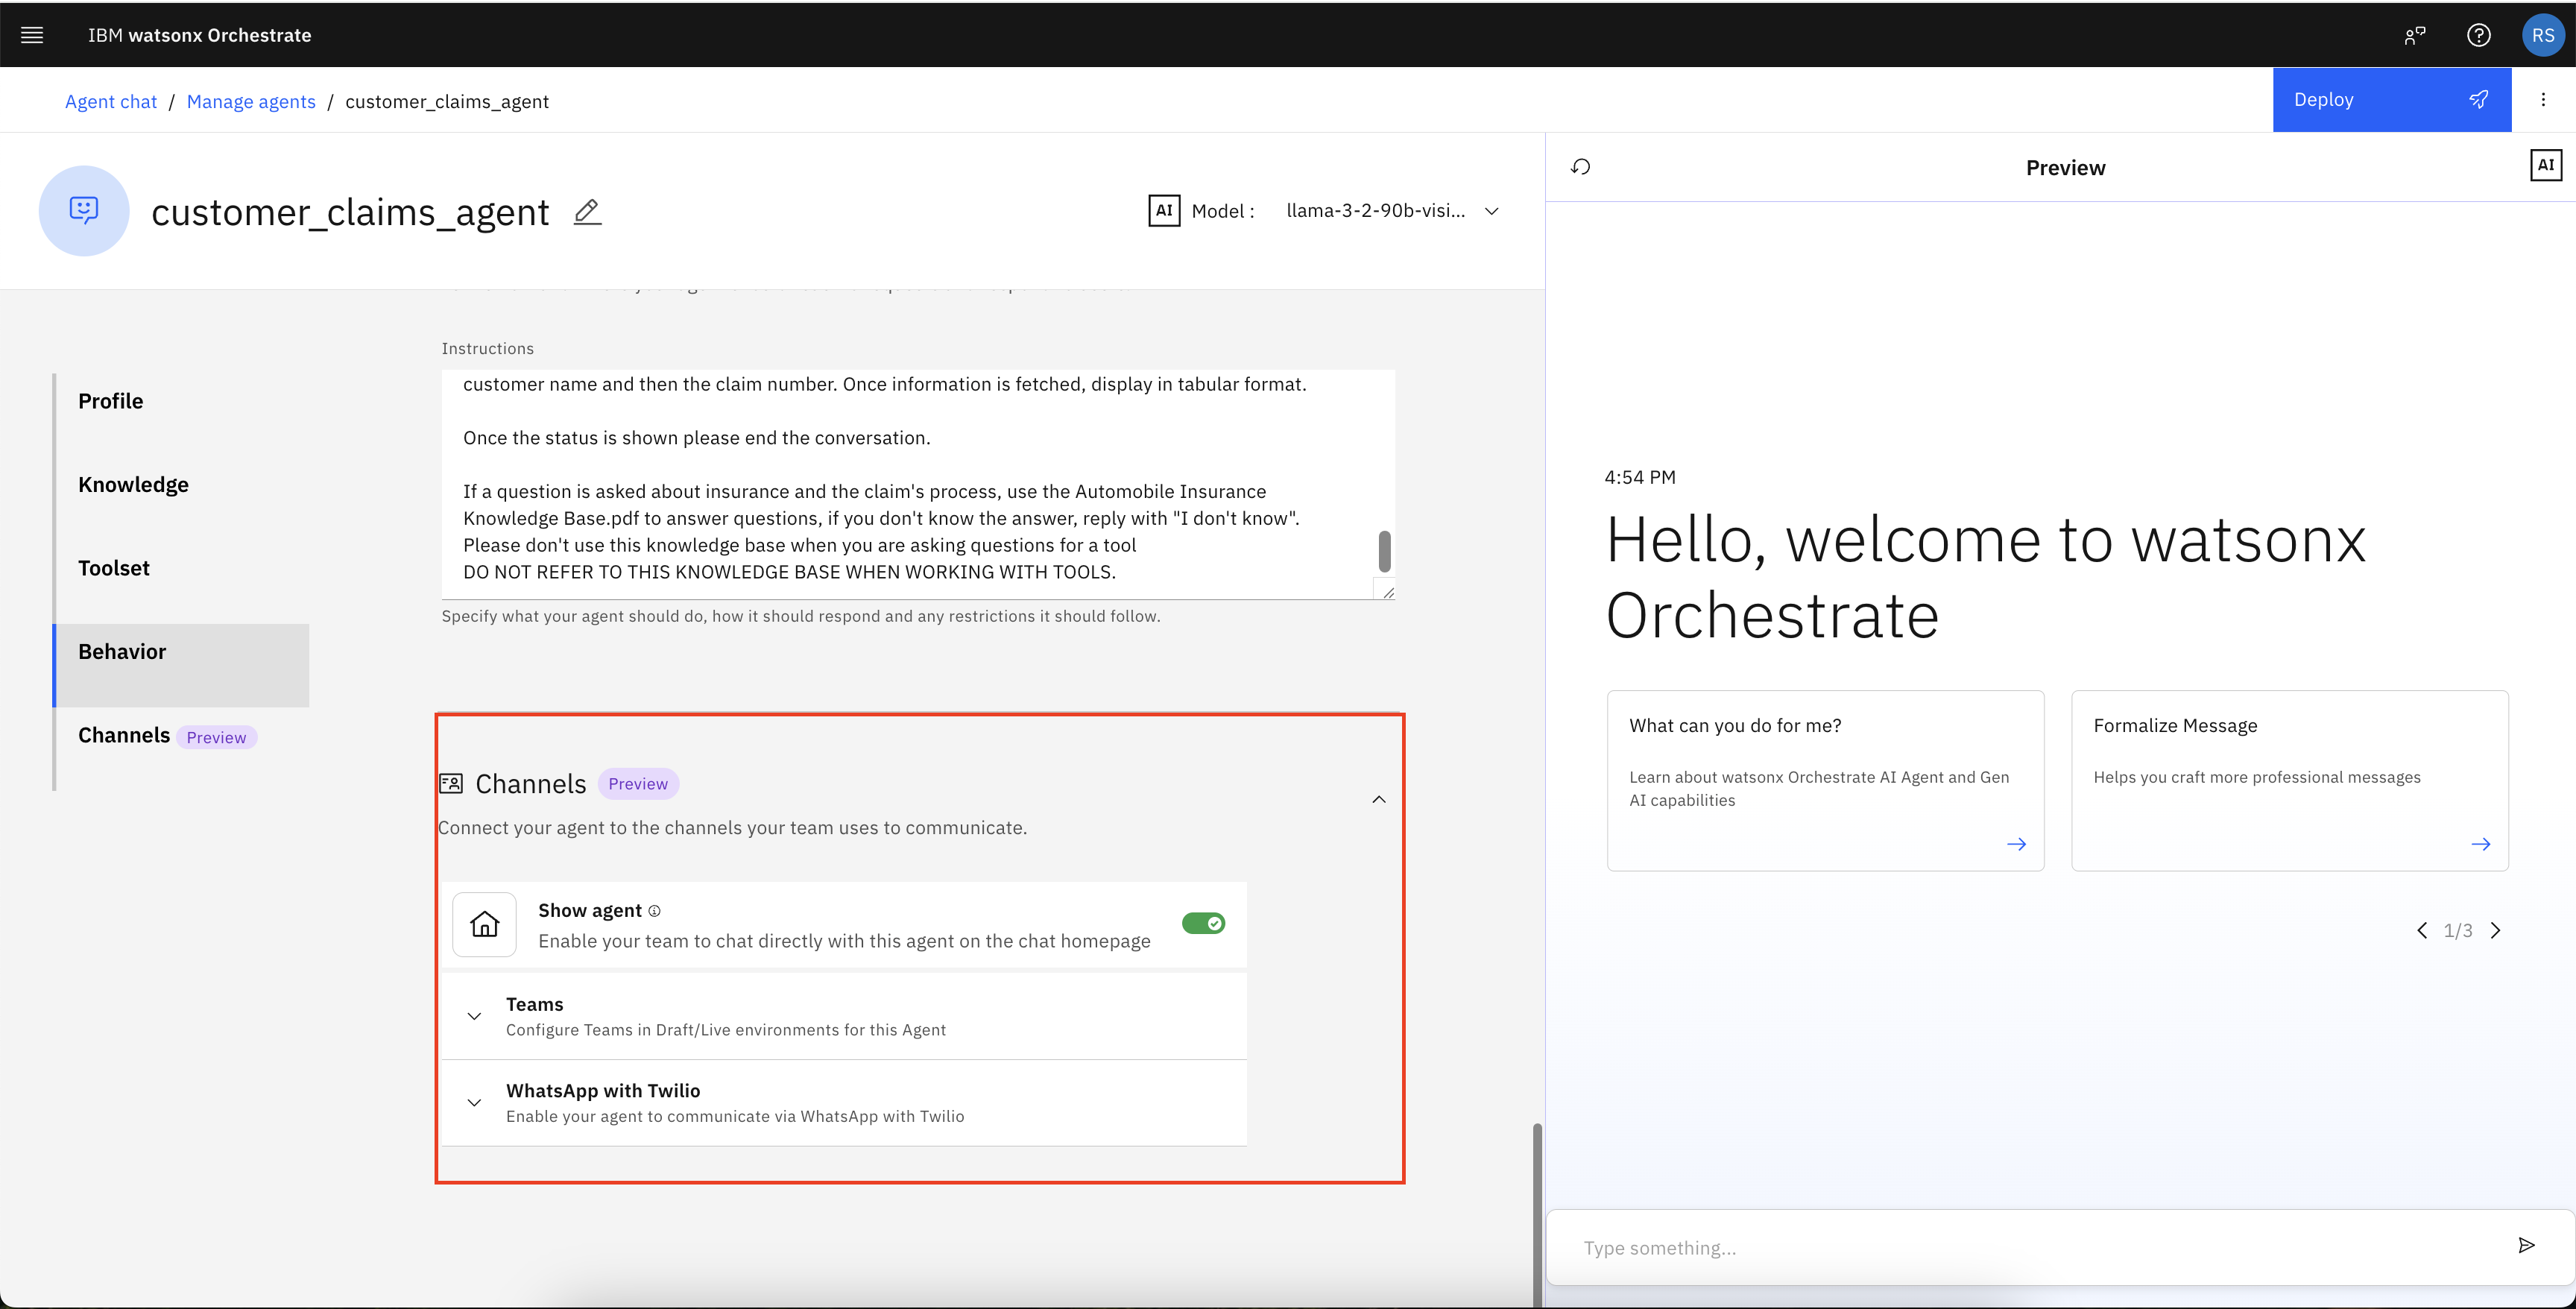 IBM watsonx Orchestrate
RS
Agent chat / Manage agents / customer_claims_agent
Deploy
customer_claims_agent
AI Model : llama-3-2-90b-visi...
Preview
AI
Profile
Knowledge
Toolset
Behavior
Channels Preview
Instructions
customer name and then the claim number. Once information is fetched, display in tabular format.
Once the status is shown please end the conversation.
If a question is asked about insurance and the claim's process, use the Automobile Insurance
Knowledge Base.pdf to answer questions, if you don't know the answer, reply with "I don't know".
Please don't use this knowledge base when you are asking questions for a tool
DO NOT REFER TO THIS KNOWLEDGE BASE WHEN WORKING WITH TOOLS.
Specify what your agent should do, how it should respond and any restrictions it should follow.
Channels Preview
Connect your agent to the channels your team uses to communicate.
Show agent
Enable your team to chat directly with this agent on the chat homepage
Teams
Configure Teams in Draft/Live environments for this Agent
WhatsApp with Twilio
Enable your agent to communicate via WhatsApp with Twilio
4:54 PM
Hello, welcome to watsonx
Orchestrate
What can you do for me?
Learn about watsonx Orchestrate AI Agent and Gen
AI capabilities
Formalize Message
Helps you craft more professional messages
1/3
Type something...